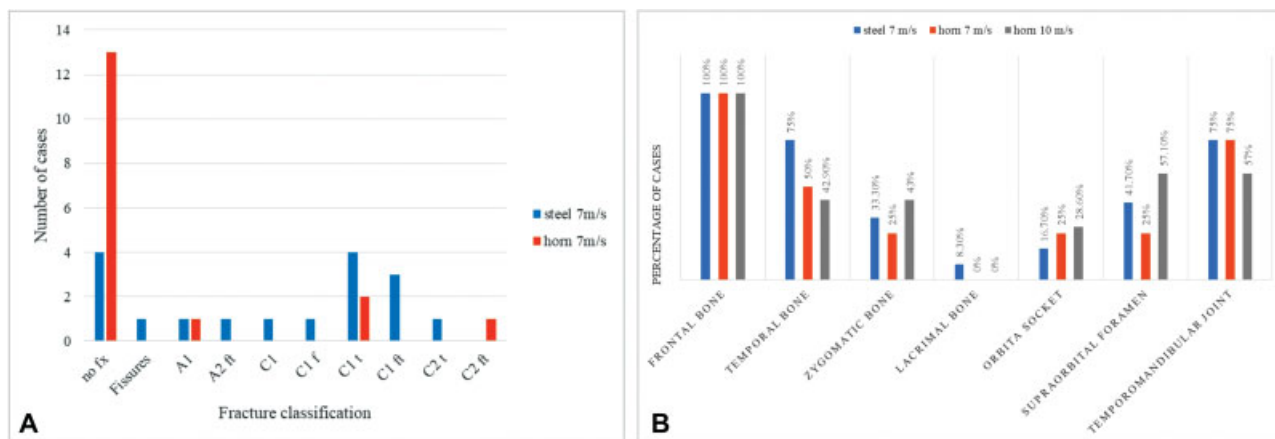 14
12
10
8
6
4
2
0
Number of cases
no fx
Fissures
A1
A2 ft
C1
C1 f
C1 t
C1 ft
C2 t
C2 ft
Fracture classification
steel 7m/s
horn 7m/s
A
steel 7 m/s
horn 7 m/s
horn 10 m/s
PERCENTAGE OF CASES
100%
100%
100%
75%
50%
42.90%
33.30%
25%
43%
8.30%
0%
0%
16.70%
25%
28.60%
41.70%
25%
57.10%
75%
75%
57%
FRONTAL BONE
TEMPORAL BONE
ZYGOMATIC BONE
LACRIMAL BONE
ORBITA SOCKET
SUPRAORBITAL FORAMEN
TEMPOROMANDIBULAR JOINT
B